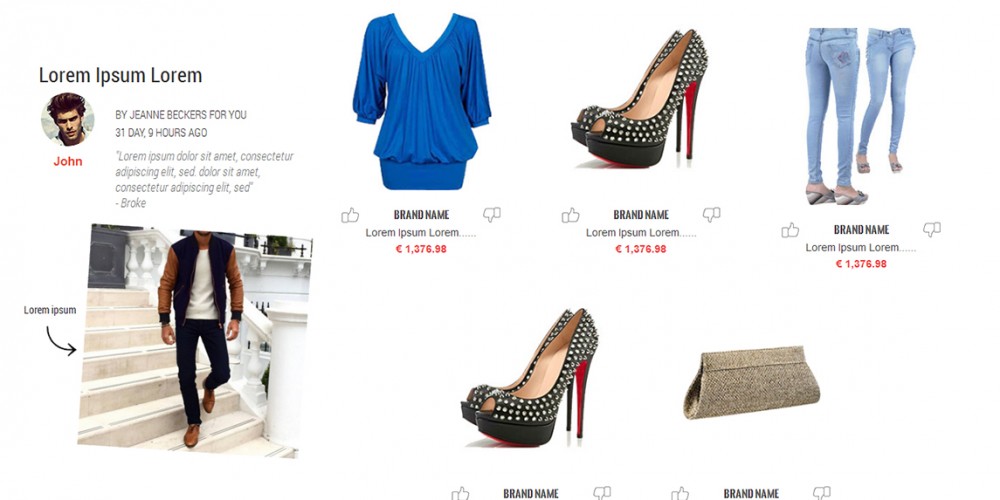 Lorem Ipsum Lorem
BY JEANNE BECKERS FOR YOU
31 DAY, 9 HOURS AGO
John
"Lorem ipsum dolor sit amet, consectetur
adipiscing elit, sed. dolor sit amet,
consectetur adipiscing elit, sed"
- Broke
Lorem ipsum
BRAND NAME
Lorem Ipsum Lorem......
€ 1,376.98
BRAND NAME
Lorem Ipsum Lorem......
€ 1,376.98
BRAND NAME
Lorem Ipsum Lorem......
€ 1,376.98
BRAND NAME
BRAND NAME